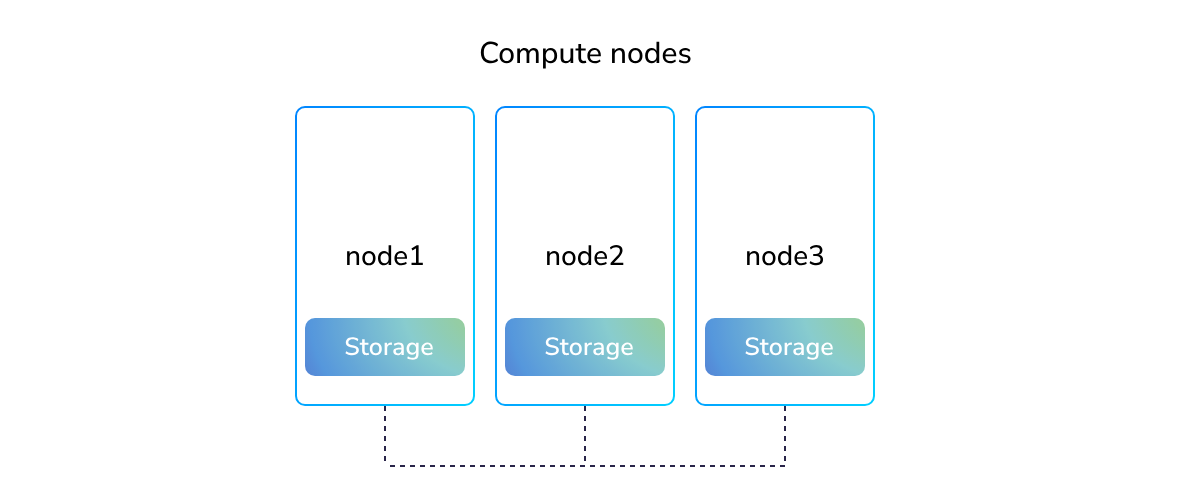 Compute nodes
node1 node2 node3
Storage Storage Storage